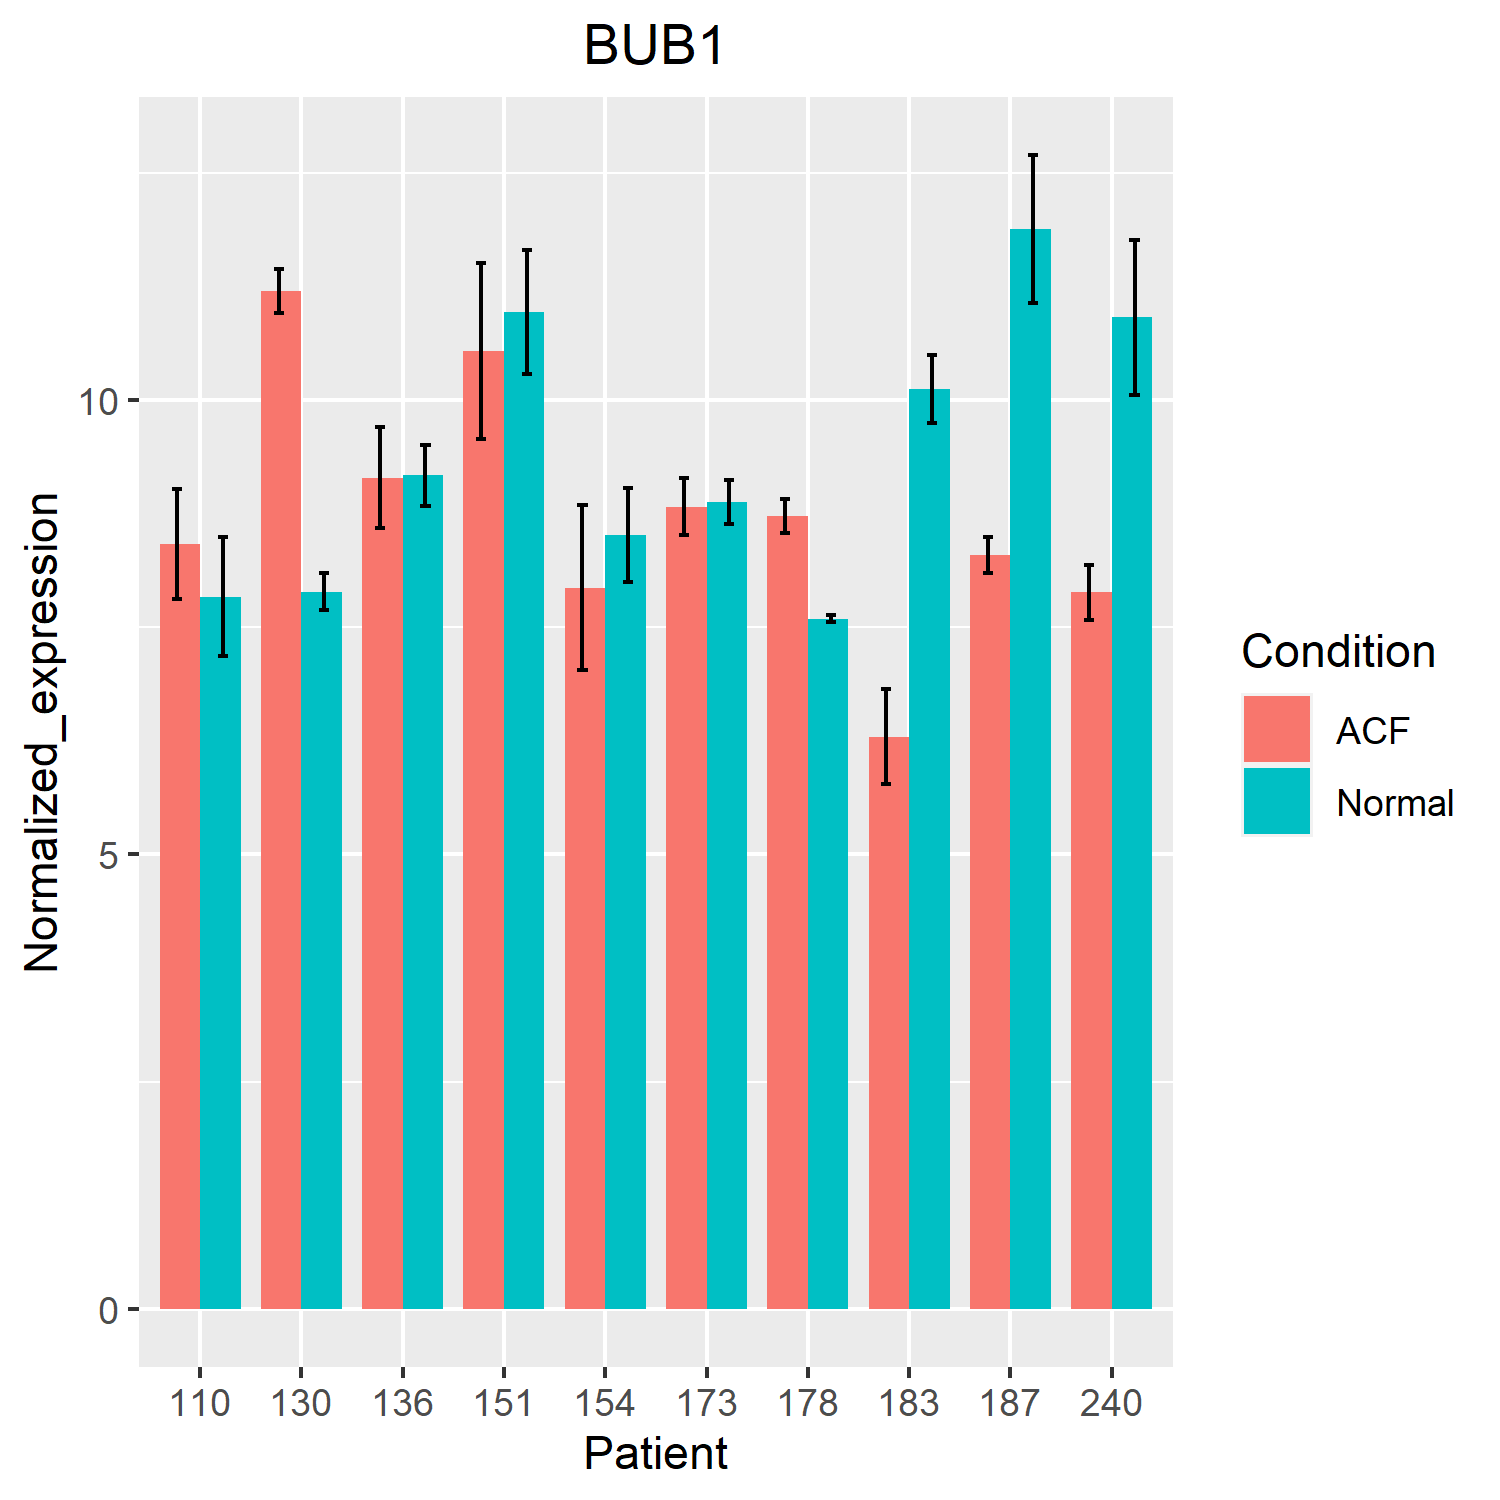 BUB1
Normalized_expression
10
5
0
110 130 136 151 154 173 178 183 187 240
Patient
Condition
ACF
Normal